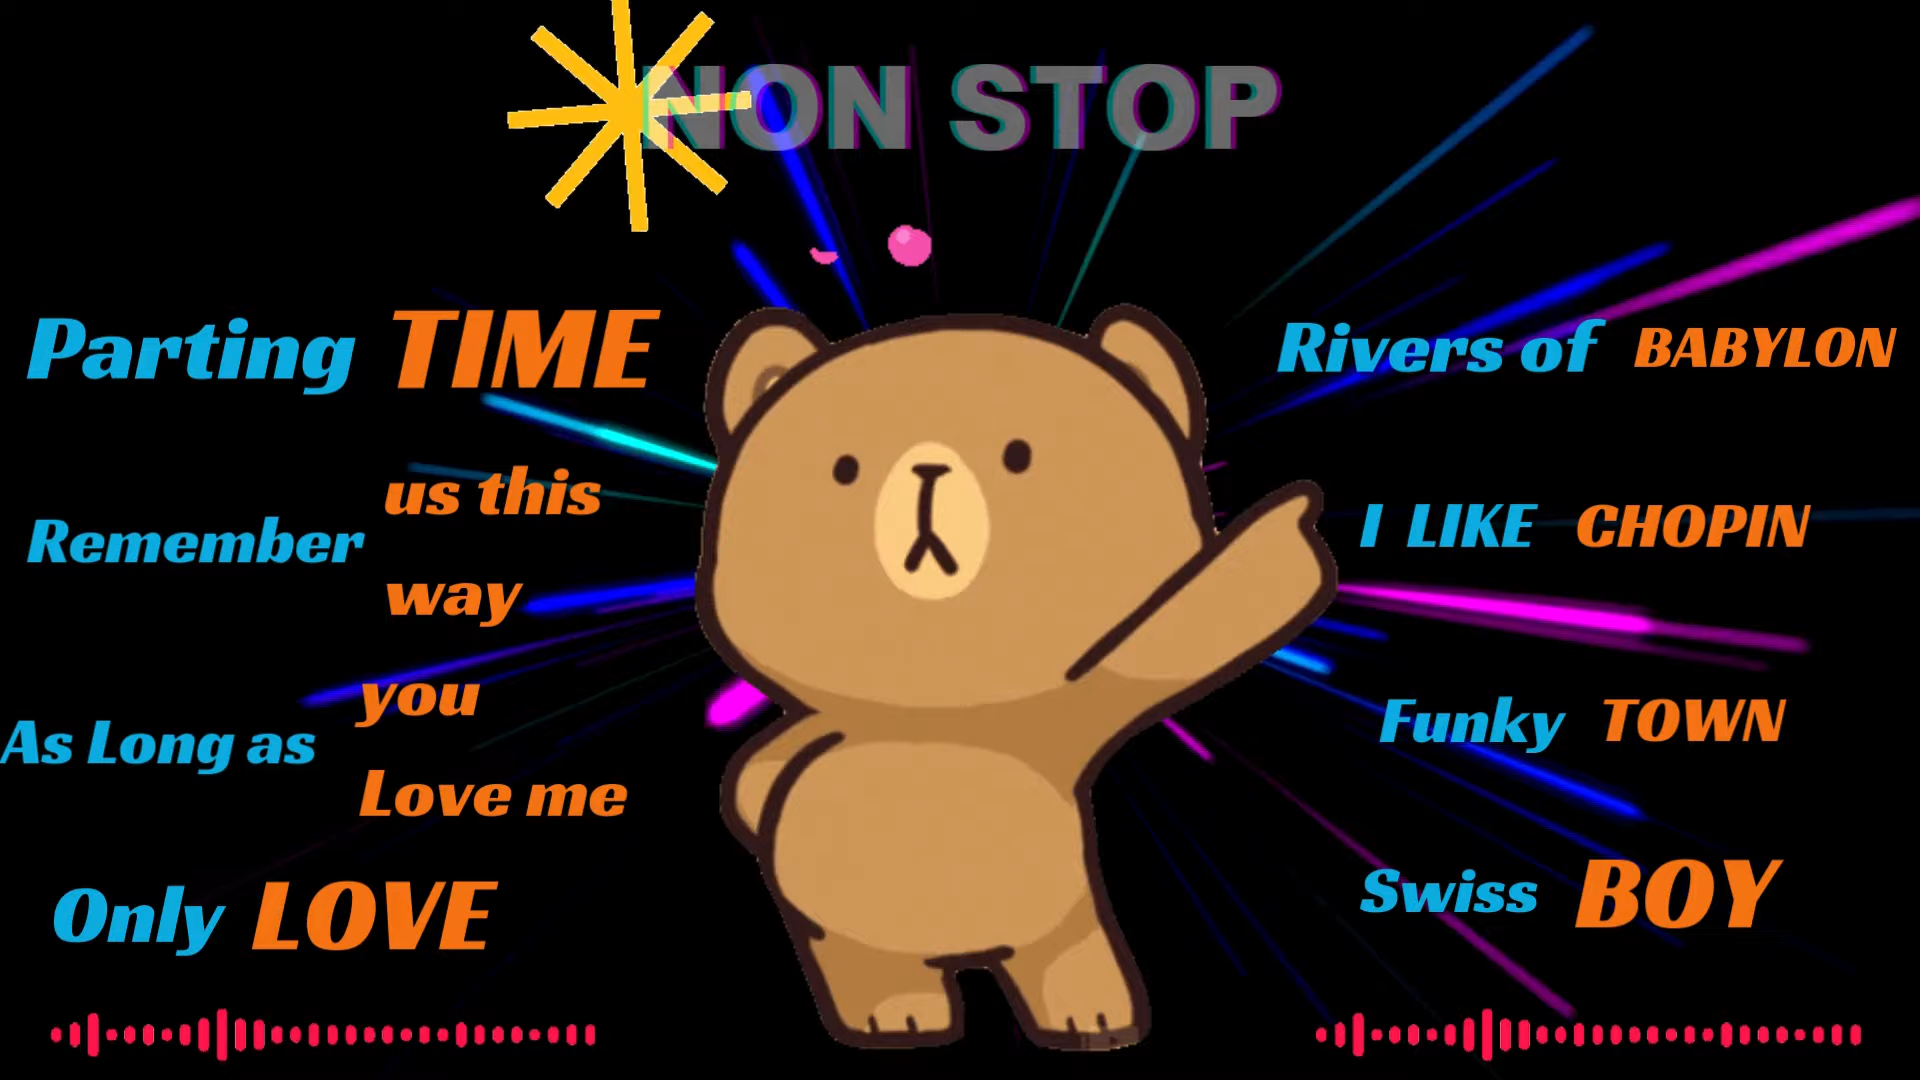 NON STOP
Parting TIME
Remember us this
way
As Long as you
Love me
Only LOVE
Rivers of BABYLON
I LIKE CHOPIN
Funky TOWN
Swiss BOY